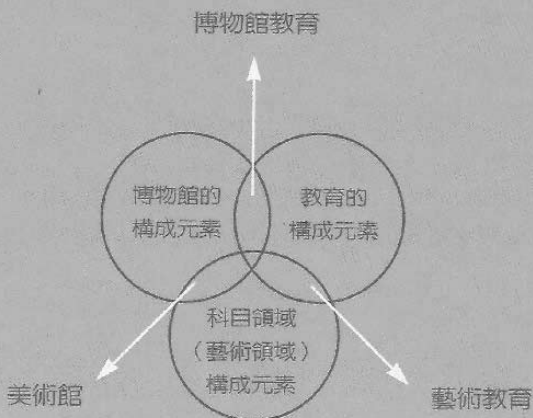 博物館教育
博物館的
構成元素
教育的
構成元素
科目領域
（藝術領域）
構成元素
美術館
藝術教育